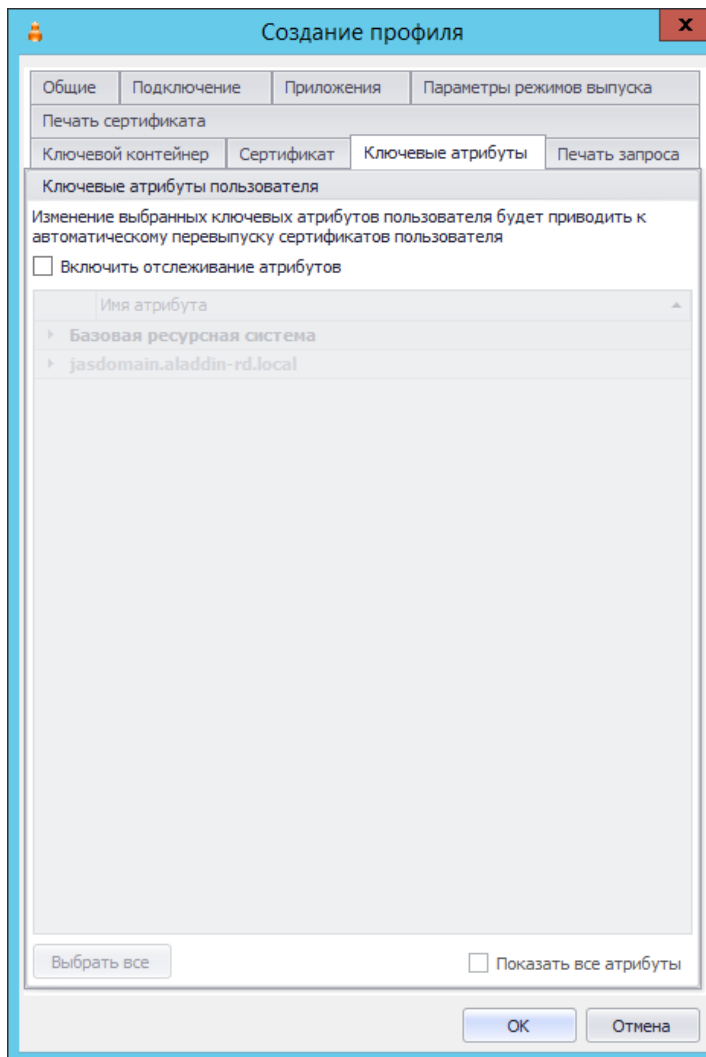 Создание профиля
x
Общие
Подключение
Приложения
Параметры режимов выпуска
Печать сертификата
Ключевой контейнер
Сертификат
Ключевые атрибуты
Печать запроса
Ключевые атрибуты пользователя
Изменение выбранных ключевых атрибутов пользователя будет приводить к
автоматическому перевыпуску сертификатов пользователя
Включить отслеживание атрибутов
Имя атрибута
Базовая ресурсная система
jasdomain.aladdin-rd.local
Выбрать все
Показать все атрибуты
ОК
Отмена